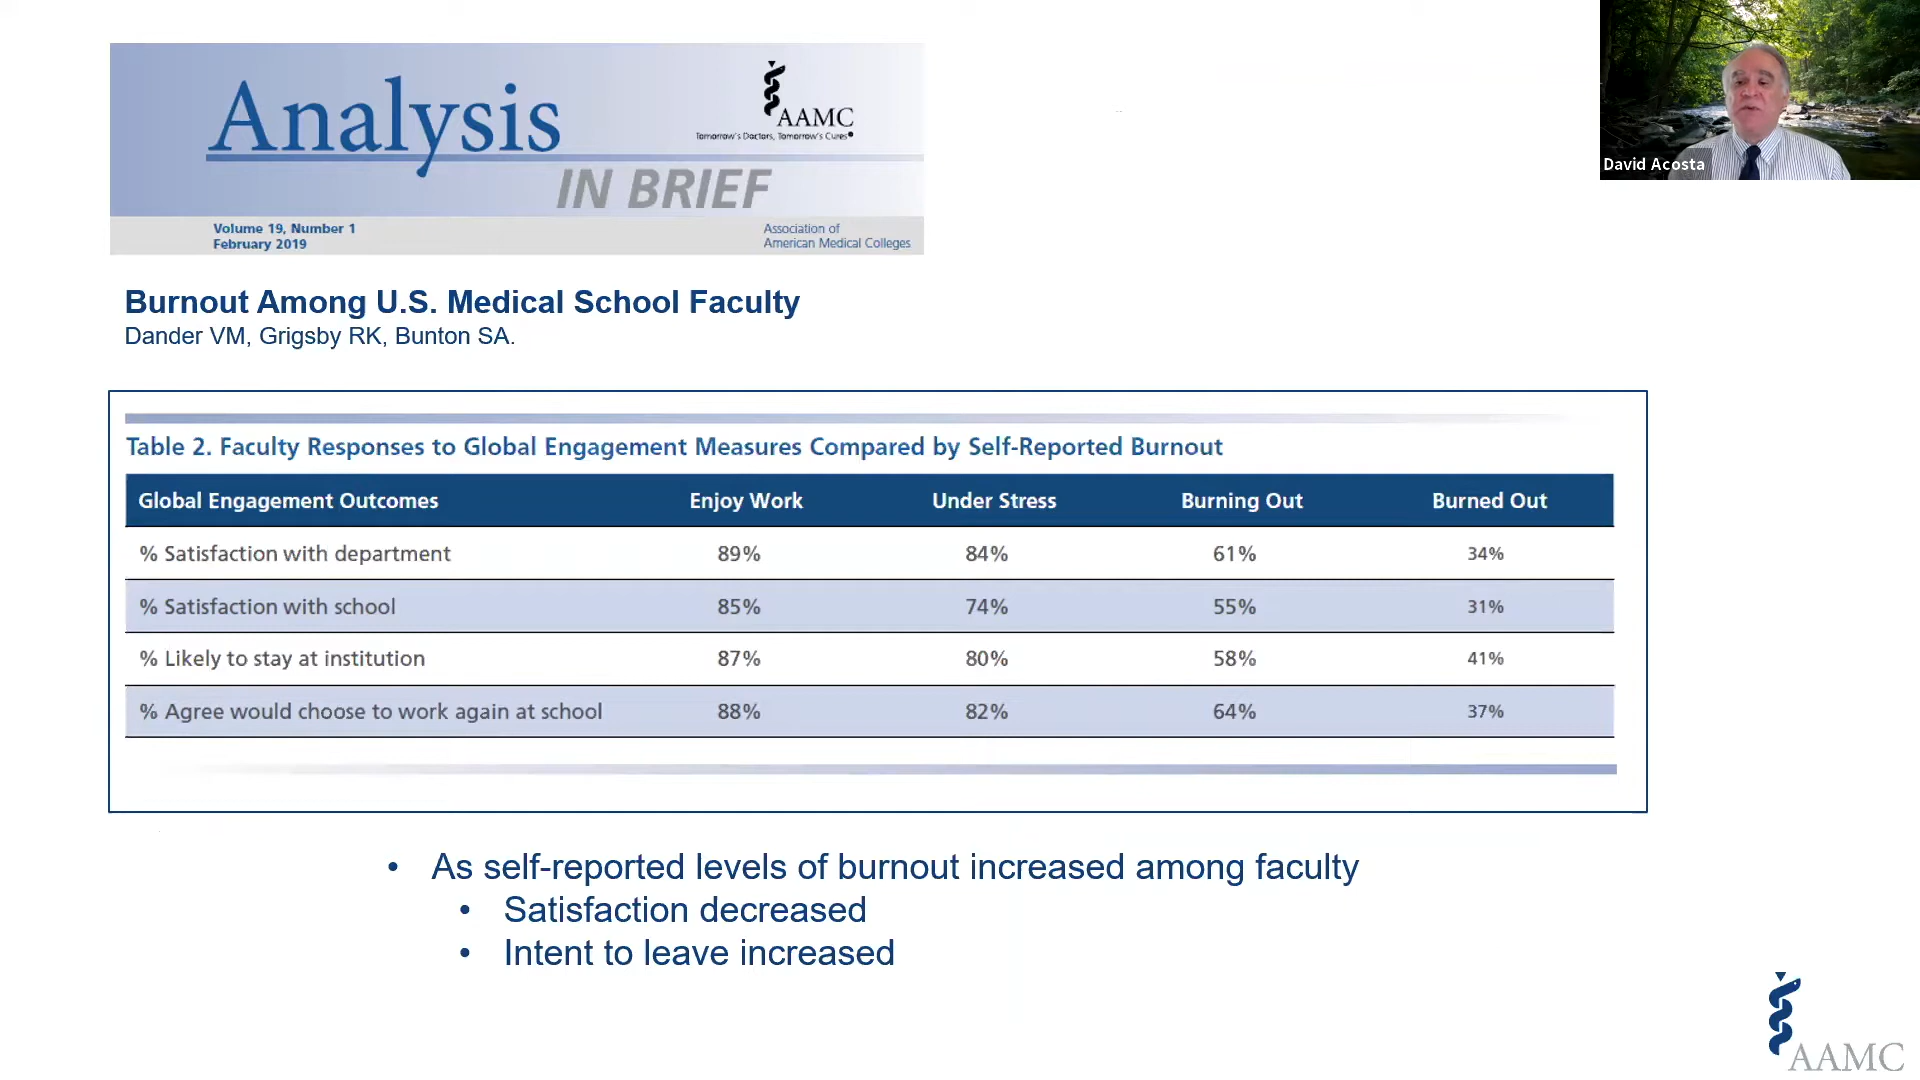 Analysis
IN BRIEF
AAMC
Tomorrow's Doctors, Tomorrow's Cures®
Volume 19, Number 1
February 2019
Association of
American Medical Colleges
David Acosta
Burnout Among U.S. Medical School Faculty
Dander VM, Grigsby RK, Bunton SA.
Table 2. Faculty Responses to Global Engagement Measures Compared by Self-Reported Burnout
Global Engagement Outcomes Enjoy Work Under Stress Burning Out Burned Out
% Satisfaction with department 89% 84% 61% 34%
% Satisfaction with school 85% 74% 55% 31%
% Likely to stay at institution 87% 80% 58% 41%
% Agree would choose to work again at school 88% 82% 64% 37%
• As self-reported levels of burnout increased among faculty
• Satisfaction decreased
• Intent to leave increased
AAMC